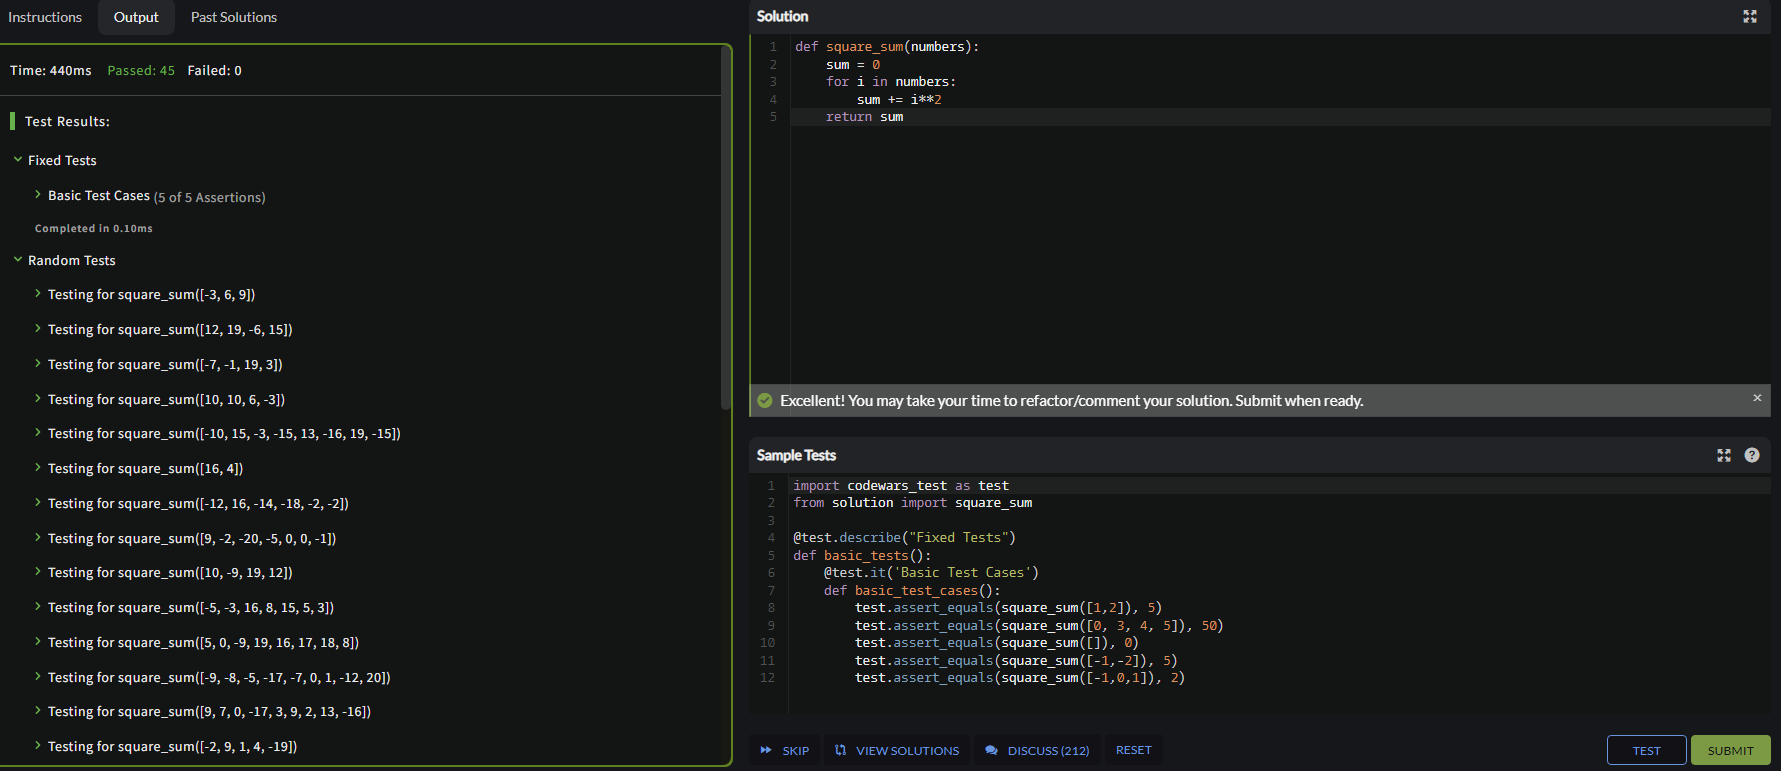 Instructions
Output
Past Solutions
Time: 440ms Passed: 45 Failed: 0
Test Results:
Fixed Tests
Basic Test Cases (5 of 5 Assertions)
Completed in 0.10ms
Random Tests
Testing for square_sum([-3, 6, 9])
Testing for square_sum([12, 19, -6, 15])
Testing for square_sum([-7, -1, 19, 3])
Testing for square_sum([10, 10, 6, -3])
Testing for square_sum([-10, 15, -3, -15, 13, -16, 19, -15])
Testing for square_sum([16, 4])
Testing for square_sum([-12, 16, -14, -18, -2, -2])
Testing for square_sum([9, -2, -20, -5, 0, 0, -1])
Testing for square_sum([10, -9, 19, 12])
Testing for square_sum([-5, -3, 16, 8, 15, 5, 3])
Testing for square_sum([5, 0, -9, 19, 16, 17, 18, 8])
Testing for square_sum([-9, -8, -5, -17, -7, 0, 1, -12, 20])
Testing for square_sum([9, 7, 0, -17, 3, 9, 2, 13, -16])
Testing for square_sum([-2, 9, 1, 4, -19])
Solution
1 def square_sum(numbers):
2     sum = 0
3     for i in numbers:
4         sum += i**2
5     return sum
Excellent! You may take your time to refactor/comment your solution. Submit when ready.
×
Sample Tests
?
1 import codewars_test as test
2 from solution import square_sum
3
4 @test.describe("Fixed Tests")
5 def basic_tests():
6     @test.it('Basic Test Cases')
7     def basic_test_cases():
8         test.assert_equals(square_sum([1,2]), 5)
9         test.assert_equals(square_sum([0, 3, 4, 5]), 50)
10         test.assert_equals(square_sum([]), 0)
11         test.assert_equals(square_sum([-1,-2]), 5)
12         test.assert_equals(square_sum([-1,0,1]), 2)
SKIP
VIEW SOLUTIONS
DISCUSS (212)
RESET
TEST
SUBMIT